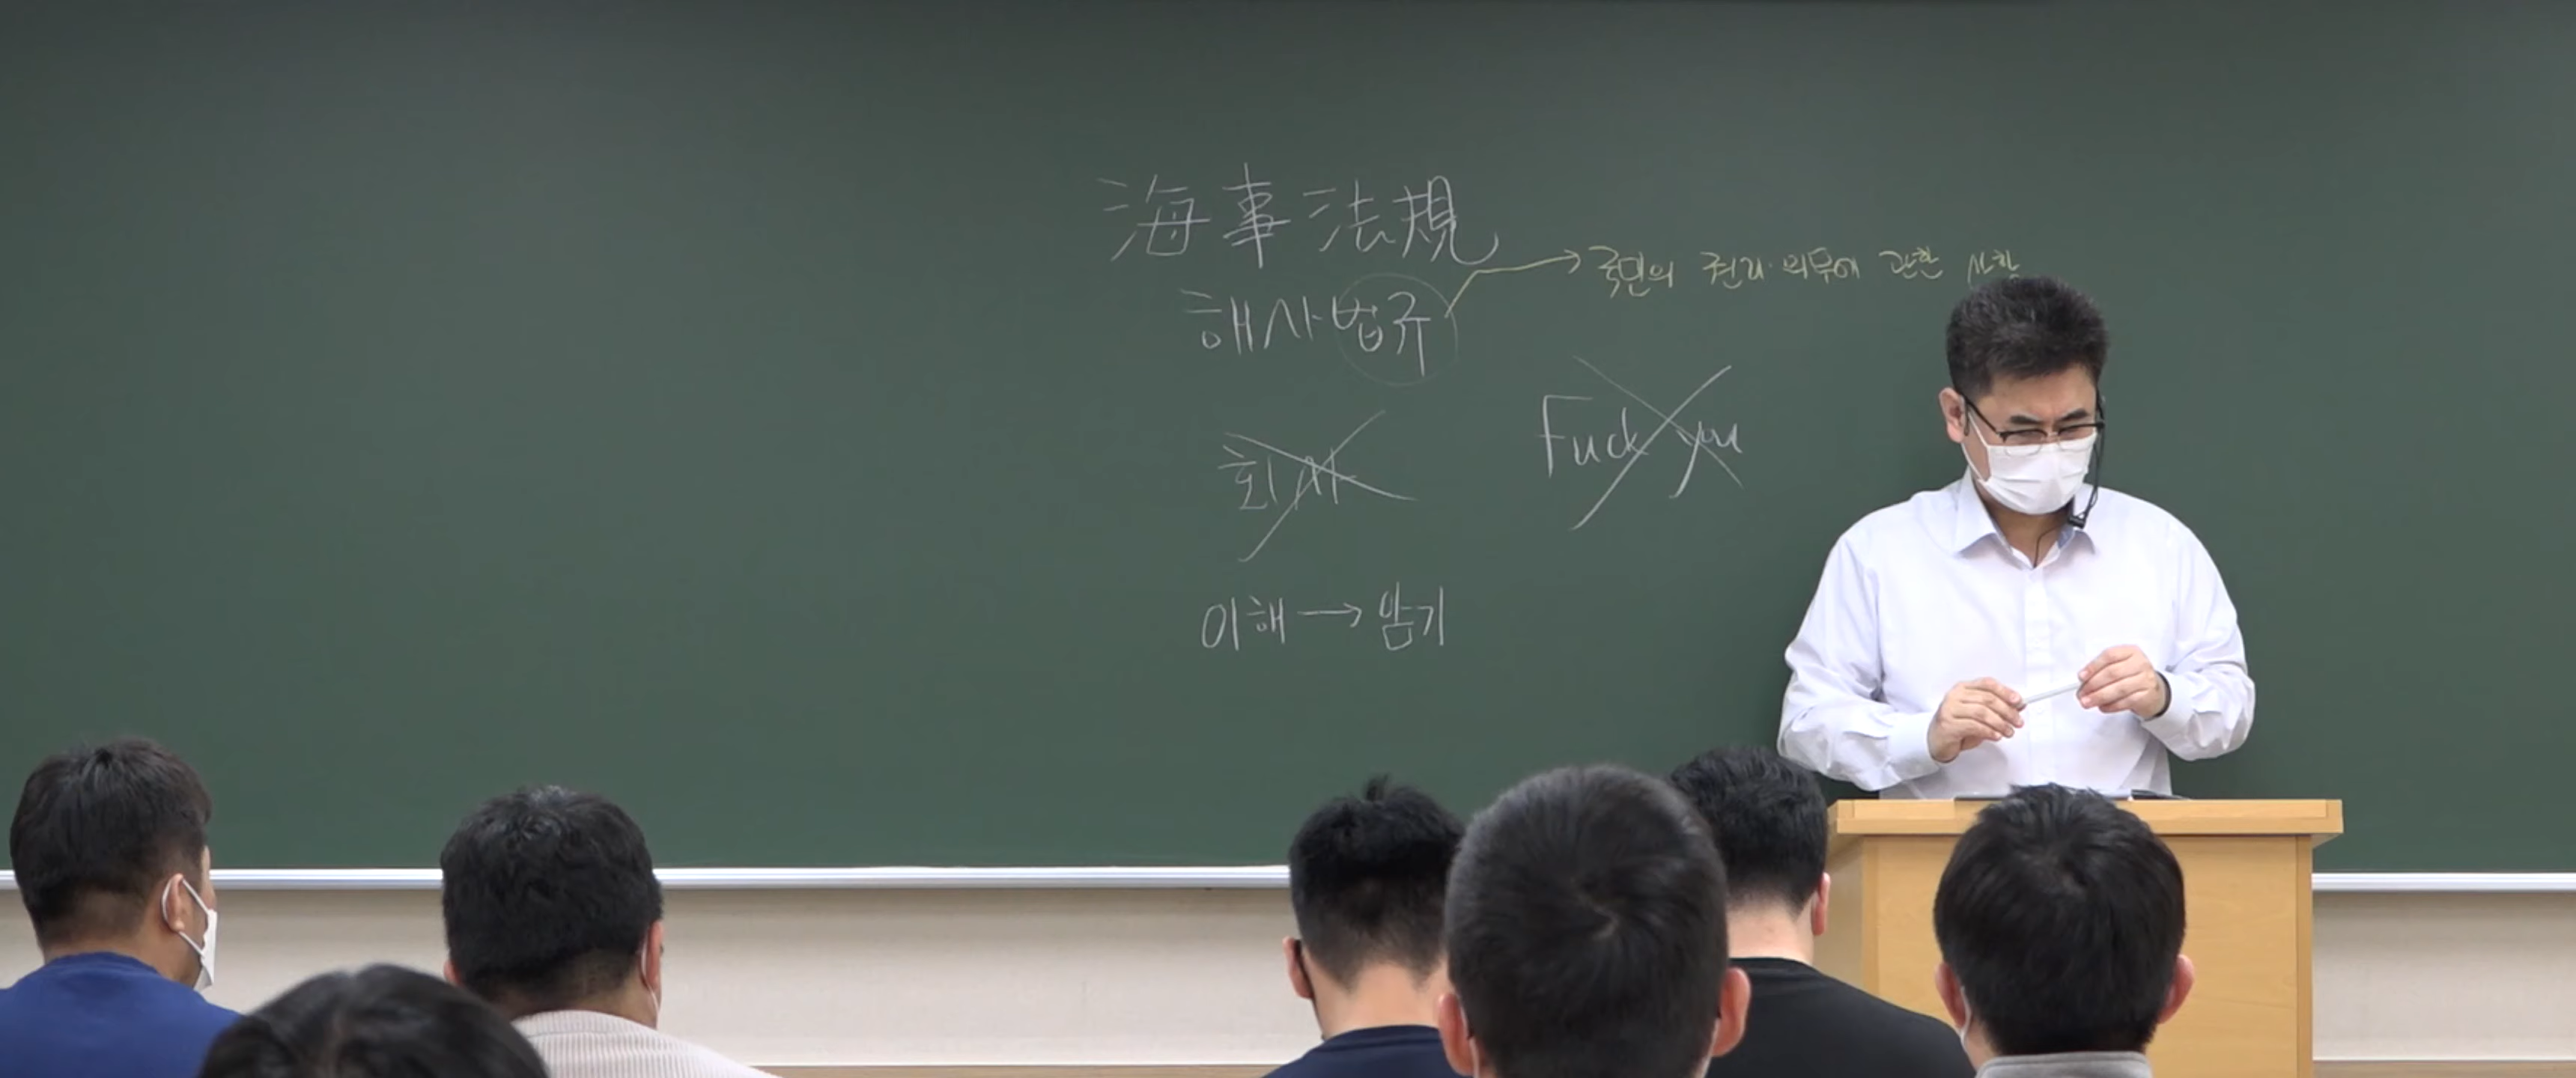 海事法規
해사법규 → 국민의 권리·의무에 관한 사항
회사
Fuck you
이해 → 암기